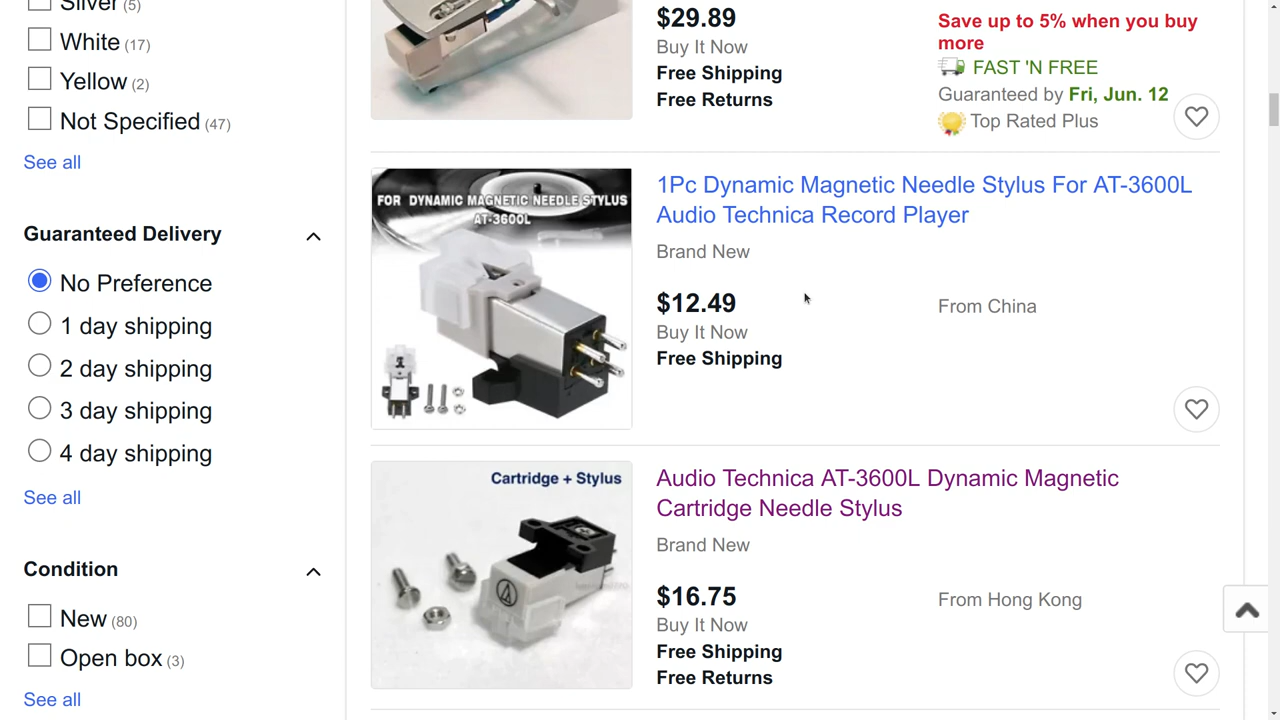 Silver (5)
White (17)
Yellow (2)
Not Specified (47)
See all
Guaranteed Delivery
No Preference
1 day shipping
2 day shipping
3 day shipping
4 day shipping
See all
Condition
New (80)
Open box (3)
See all
$29.89
Buy It Now
Free Shipping
Free Returns
Save up to 5% when you buy
more
FAST 'N FREE
Guaranteed by Fri, Jun. 12
Top Rated Plus
FOR DYNAMIC MAGNETIC NEEDLE STYLUS
AT-3600L
1Pc Dynamic Magnetic Needle Stylus For AT-3600L
Audio Technica Record Player
Brand New
$12.49
Buy It Now
Free Shipping
From China
Cartridge + Stylus
Audio Technica AT-3600L Dynamic Magnetic
Cartridge Needle Stylus
Brand New
$16.75
Buy It Now
Free Shipping
Free Returns
From Hong Kong